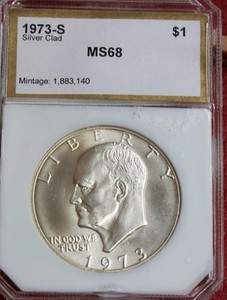 1973-S
$1
Silver Clad
MS68
Mintage: 1,883,140
LIBERTY
IN GOD WE
TRUST
1973